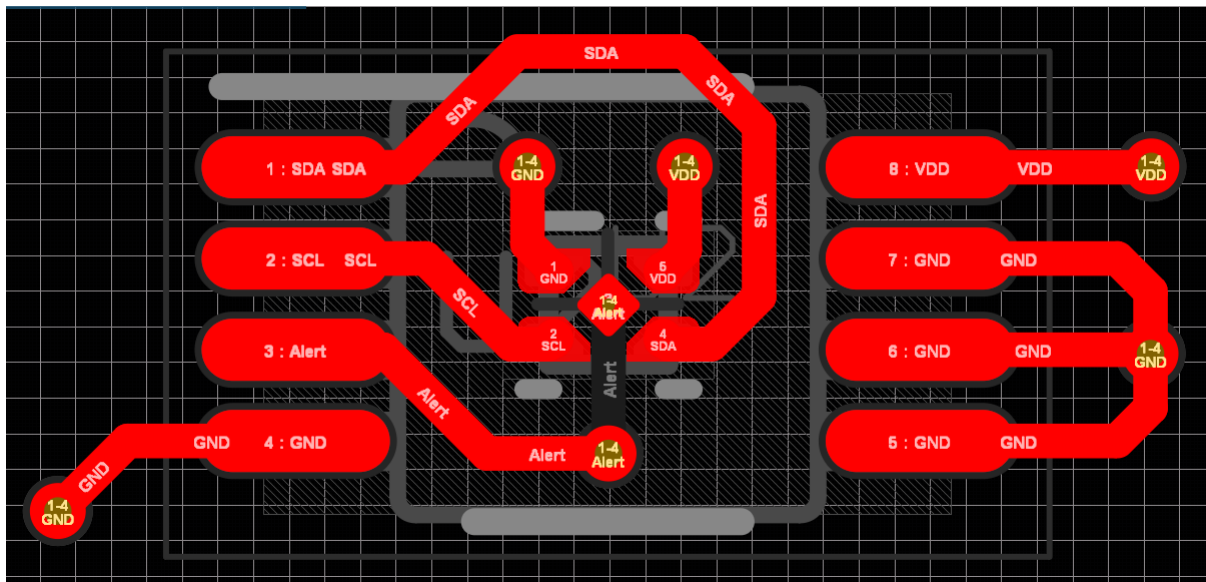 SDA
SDA
SDA
1 : SDA SDA
1-4
GND
1-4
VDD
8 : VDD
VDD
1-4
VDD
SDA
2 : SCL SCL
7 : GND
GND
1
GND
5
VDD
SCL
1-4
Alert
2
SCL
4
SDA
3 : Alert
6 : GND
GND
1-4
GND
Alert
Alert
GND
4 : GND
5 : GND
GND
Alert
1-4
Alert
GND
1-4
GND